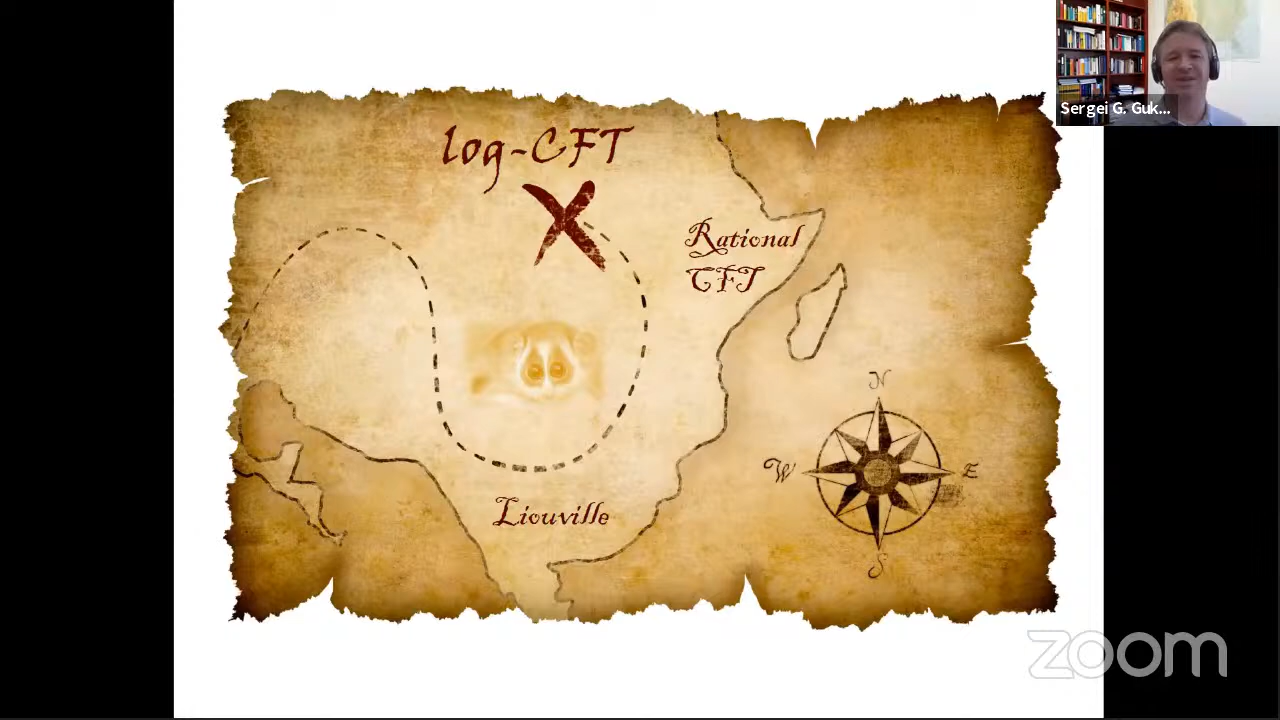 Sergei G. Guk...
log-CFT
Rational
CFT
N
W
E
Liouville
S
zoom